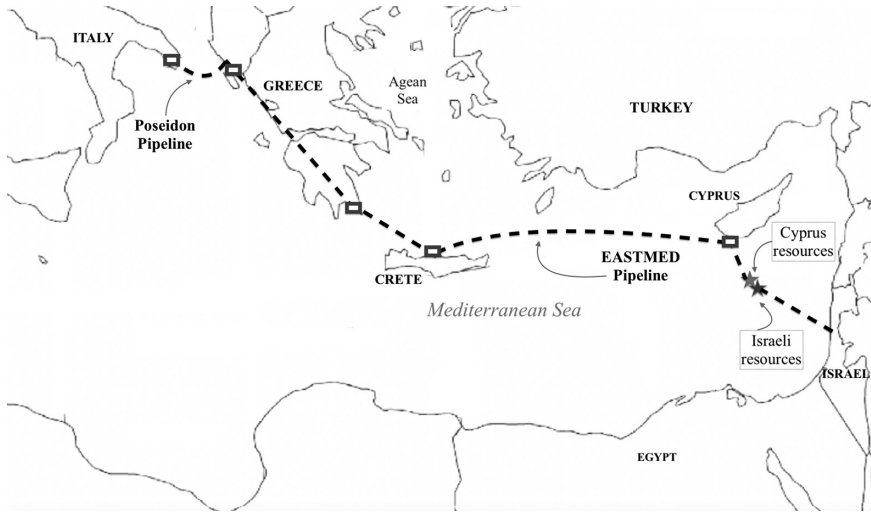 ITALY
GREECE
Agean
Sea
TURKEY
Poseidon
Pipeline
CYPRUS
Cyprus
resources
EASTMED
Pipeline
CRETE
Mediterranean Sea
Israeli
resources
ISRAEL
EGYPT